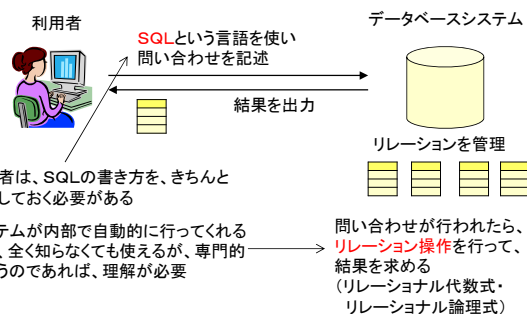 利用者
データベースシステム
SQLという言語を使い
問い合わせを記述
結果を出力
リレーションを管理
者は、SQLの書き方を、きちんと
しておく必要がある
テムが内部で自動的に行ってくれる
、全く知らなくても使えるが、専門的
うのであれば、理解が必要
問い合わせが行われたら、
リレーション操作を行って、
結果を求める
(リレーショナル代数式・
リレーショナル論理式)